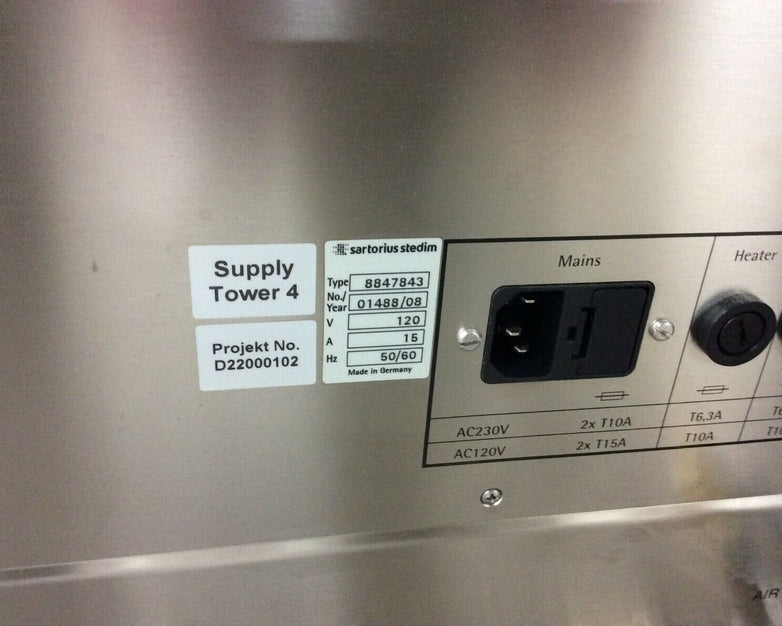 Supply
Tower 4
Projekt No.
D22000102
sartorius stedim
Type 8847843
No./
Year 01488/08
V 120
A 15
Hz 50/60
Made in Germany
Mains
Heater
AC230V 2x T10A T6,3A
AC120V 2x T15A T10A
AIR